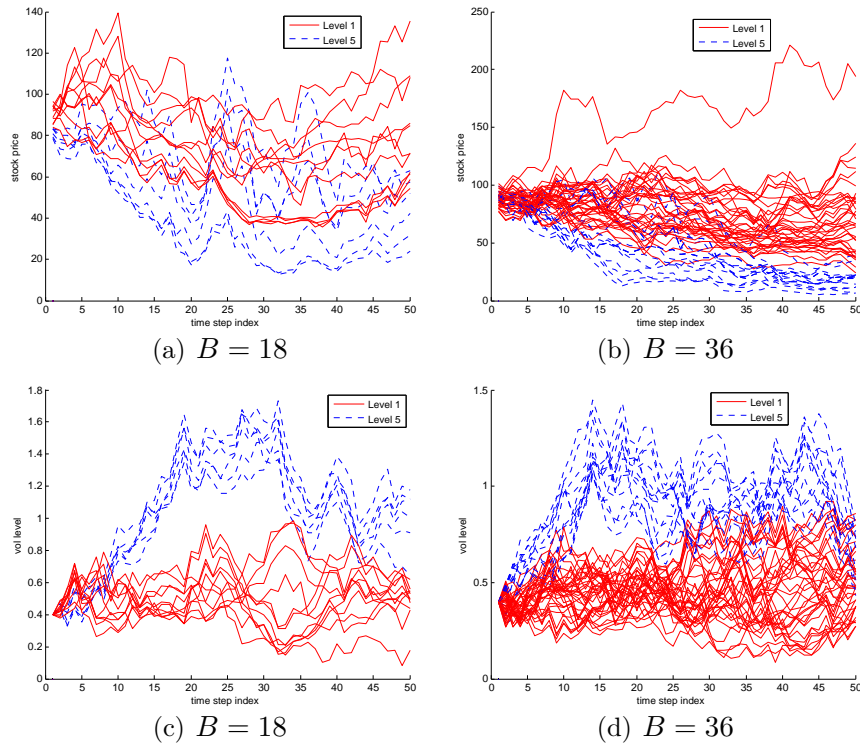 140
120
100
80
60
40
20
0
stock price
0 5 10 15 20 25 30 35 40 45 50
time step index
Level 1
Level 5
(a) B = 18
250
200
150
100
50
0
stock price
0 5 10 15 20 25 30 35 40 45 50
time step index
Level 1
Level 5
(b) B = 36
1.8
1.6
1.4
1.2
1
0.8
0.6
0.4
0.2
0
vol level
0 5 10 15 20 25 30 35 40 45 50
time step index
Level 1
Level 5
(c) B = 18
1.5
1
0.5
0
vol level
0 5 10 15 20 25 30 35 40 45 50
time step index
Level 1
Level 5
(d) B = 36